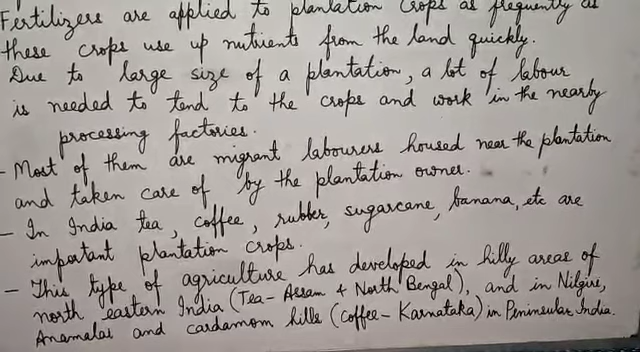 Fertilizers are applied to plantation crops as frequently as
these crops use up nutrients from the land quickly.
Due to large size of a plantation, a lot of labour
is needed to tend to the crops and work in the nearby
processing factories.
- Most of them are migrant labourers housed near the plantation
and taken care of by the plantation owner.
- In India tea, coffee, rubber, sugarcane, banana, etc are
important plantation crops.
- This type of agriculture has developed in hilly areas of
north eastern India (Tea- Assam & North Bengal), and in Nilgiri,
Anamalai and cardamom hills (Coffee- Karnataka) in Peninsular India.